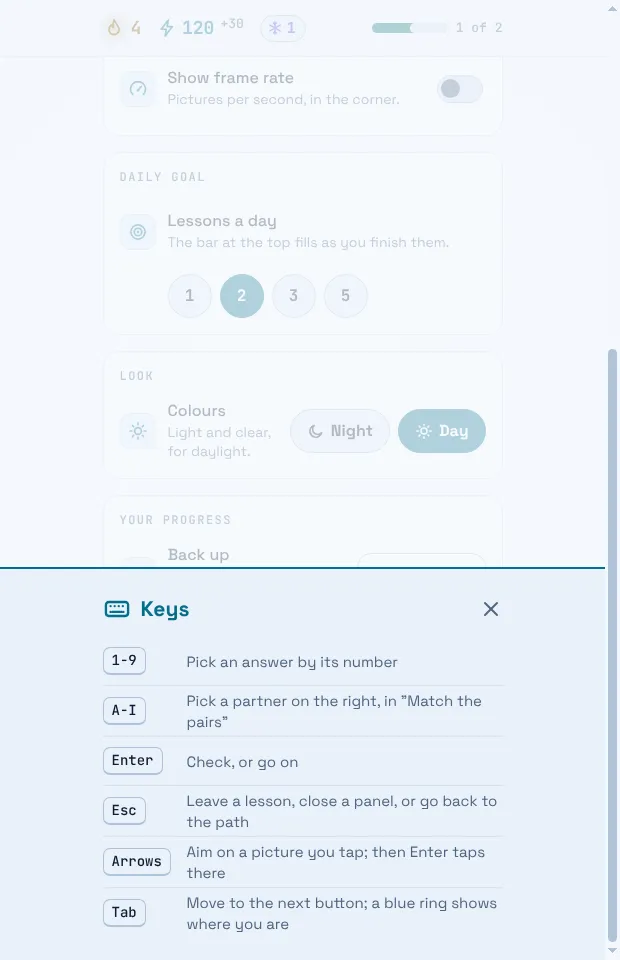 4 120 +30 1 1 of 2
Show frame rate
Pictures per second, in the corner.
DAILY GOAL
Lessons a day
The bar at the top fills as you finish them.
1 2 3 5
LOOK
Colours
Light and clear,
for daylight.
Night Day
YOUR PROGRESS
Back up
Keys
1-9 Pick an answer by its number
A-I Pick a partner on the right, in "Match the
pairs"
Enter Check, or go on
Esc Leave a lesson, close a panel, or go back to
the path
Arrows Aim on a picture you tap; then Enter taps
there
Tab Move to the next button; a blue ring shows
where you are